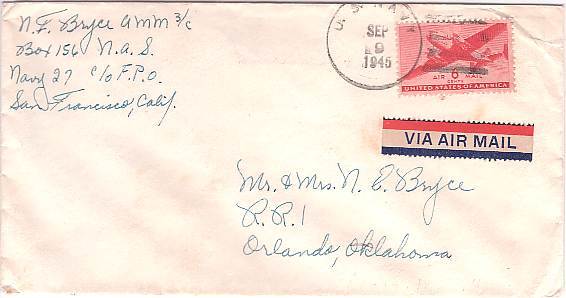 N. F. Bryce AMM 3/c
Box 156 N. A. S.
Navy 27 c/o F. P. O.
San Francisco, Calif.
U. S. NAVY
SEP
9
1945
AIR 6 MAIL
CENTS
UNITED STATES OF AMERICA
VIA AIR MAIL
Mr. & Mrs. N. E. Bryce
R. R. 1
Orlando, Oklahoma